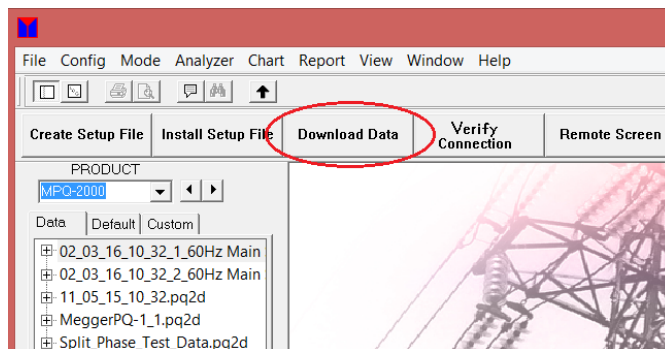 File Config Mode Analyzer Chart Report View Window Help
Create Setup File Install Setup File Download Data Verify Connection Remote Screen
PRODUCT
MPQ-2000
Data Default Custom
02_03_16_10_32_1_60Hz Main
02_03_16_10_32_2_60Hz Main
11_05_15_10_32.pq2d
MeggerPQ-1_1.pq2d
Split_Phase_Test_Data.pq2d